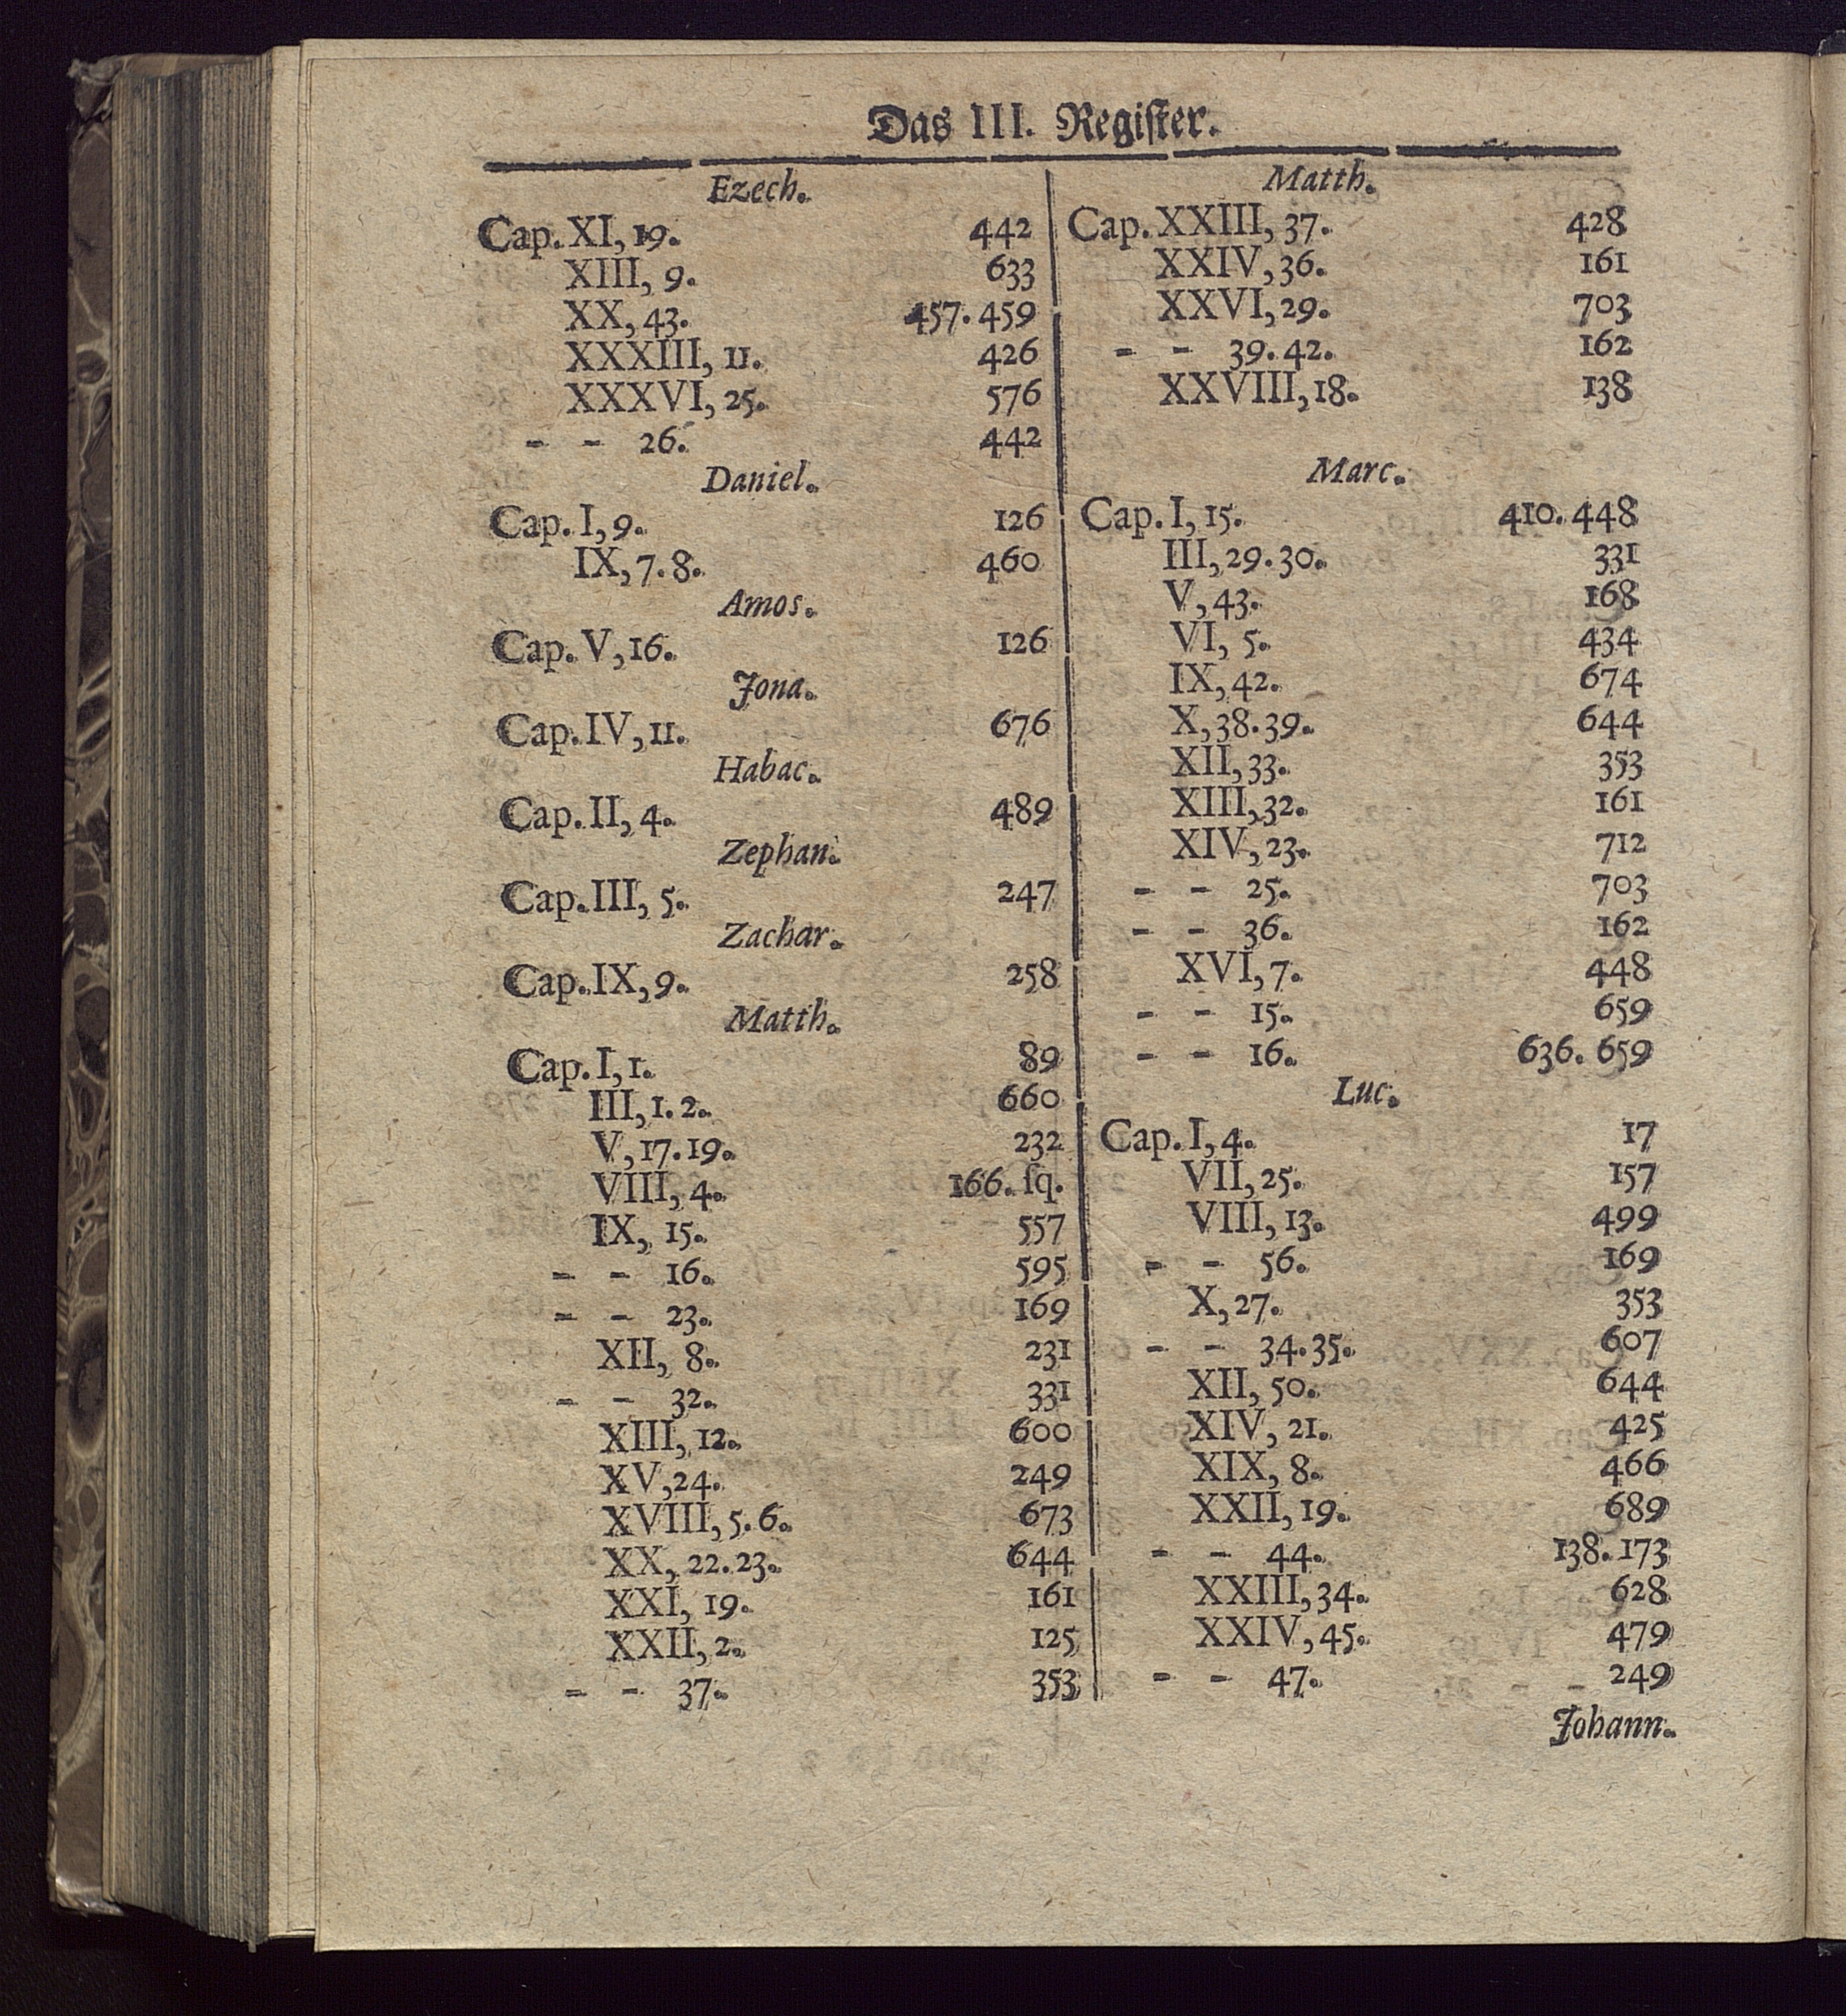 Das III. Regiſter.
Ezech.
Cap. XI, 19. 442
XIII, 9. 633
XX, 43. 457. 459
XXXIII, 11. 426
XXXVI, 25. 576
- - 26. 442
Daniel.
Cap. I, 9. 126
IX, 7. 8. 460
Amos.
Cap. V, 16. 126
Jona.
Cap. IV, 11. 676
Habac.
Cap. II, 4. 489
Zephan.
Cap. III, 5. 247
Zachar.
Cap. IX, 9. 258
Matth.
Cap. I, 1. 89
III, 1. 2. 660
V, 17. 19. 232
VIII, 4. 166. ſq.
IX, 15. 557
- - 16. 595
- - 23. 169
XII, 8. 231
- - 32. 331
XIII, 12. 600
XV, 24. 249
XVIII, 5. 6. 673
XX, 22. 23. 644
XXI, 19. 161
XXII, 2. 125
- - 37. 353
Matth.
Cap. XXIII, 37. 428
XXIV, 36. 161
XXVI, 29. 703
- - 39. 42. 162
XXVIII, 18. 138
Marc.
Cap. I, 15. 410. 448
III, 29. 30. 331
V, 43. 168
VI, 5. 434
IX, 42. 674
X, 38. 39. 644
XII, 33. 353
XIII, 32. 161
XIV, 23. 712
- - 25. 703
- - 36. 162
XVI, 7. 448
- - 15. 659
- - 16. 636. 659
Luc.
Cap. I, 4. 17
VII, 25. 157
VIII, 13. 499
- - 56. 169
X, 27. 353
- - 34. 35. 607
XII, 50. 644
XIV, 21. 425
XIX, 8. 466
XXII, 19. 689
- - 44. 138. 173
XXIII, 34. 628
XXIV, 45. 479
- - 47. 249
Johann.